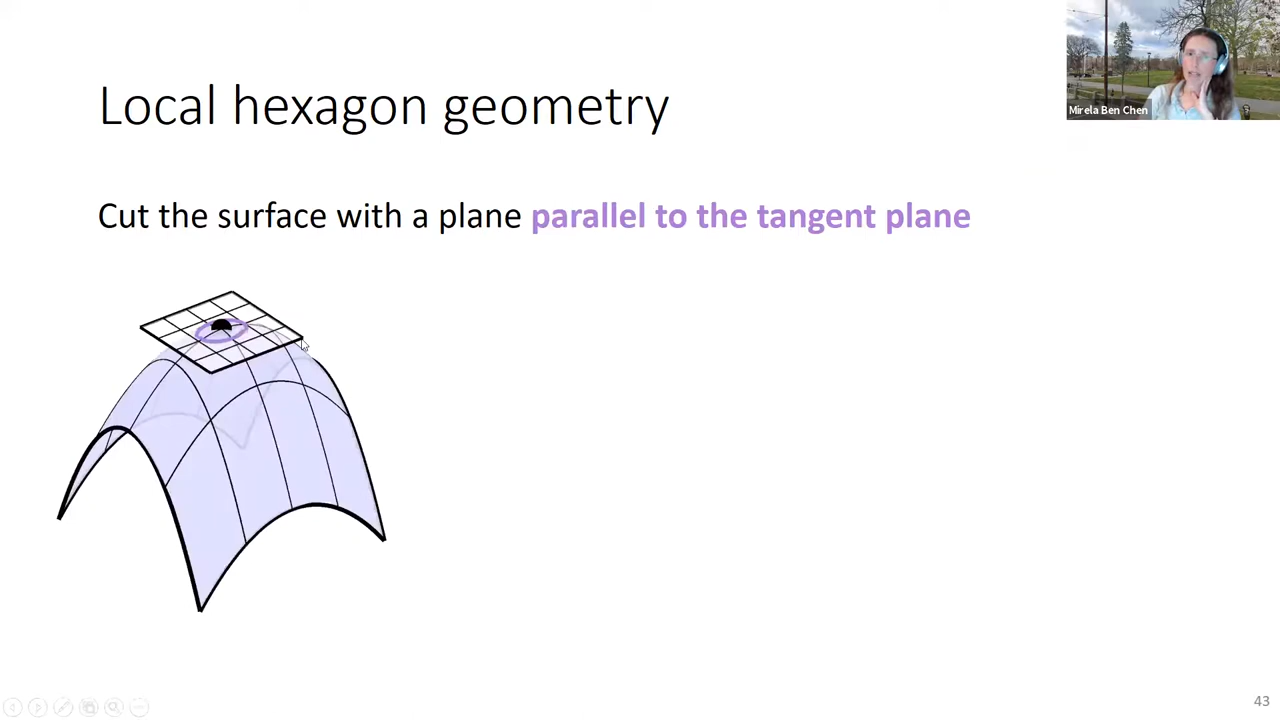 Local hexagon geometry
Mirela Ben Chen
Cut the surface with a plane parallel to the tangent plane
43